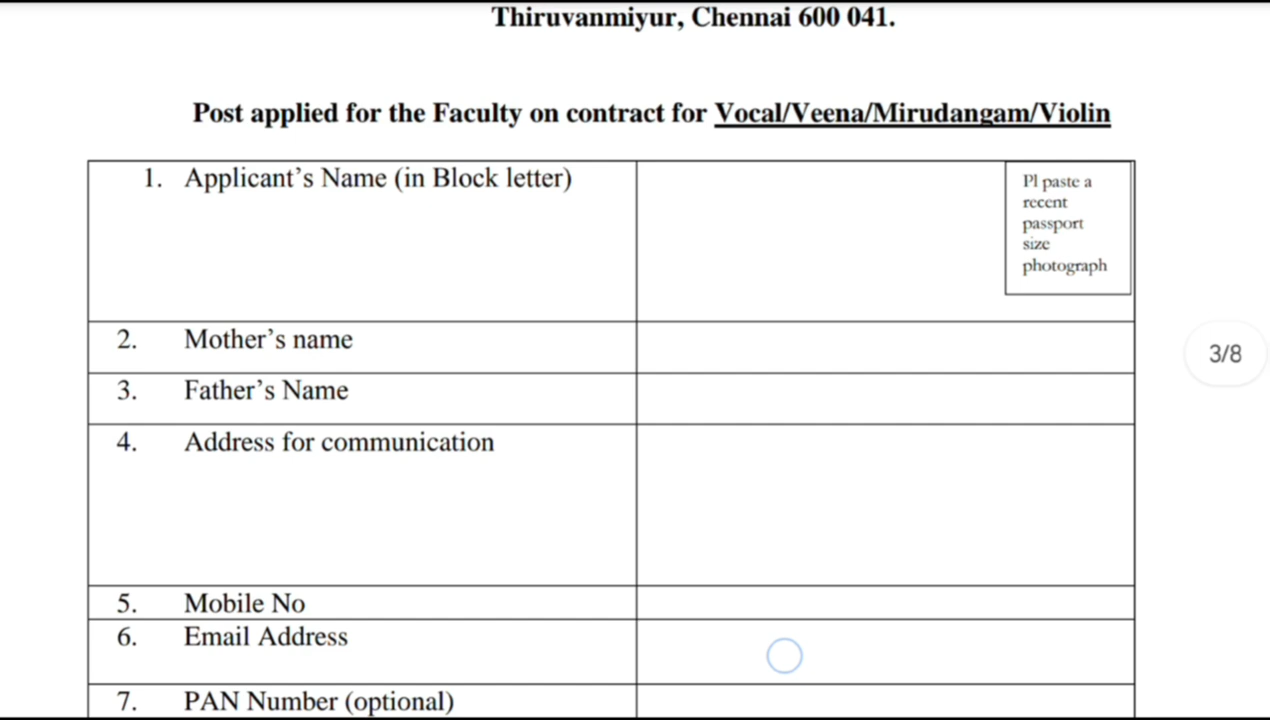 Thiruvanmiyur, Chennai 600 041.
Post applied for the Faculty on contract for Vocal/Veena/Mirudangam/Violin
1. Applicant’s Name (in Block letter)
Pl paste a
recent
passport
size
photograph
2. Mother’s name
3. Father’s Name
4. Address for communication
5. Mobile No
6. Email Address
7. PAN Number (optional)
3/8